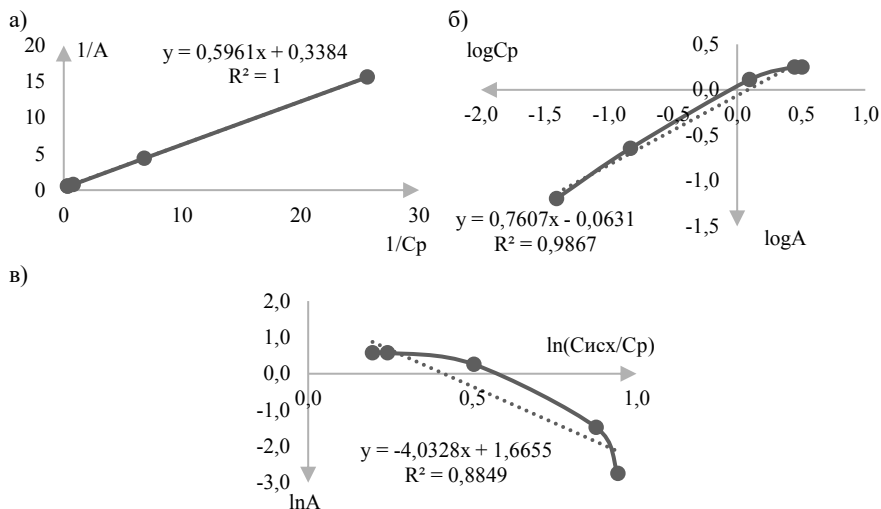 а)
1/A
20
15
10
5
0
y = 0,5961x + 0,3384
R² = 1
0
10
20
30
1/Cp
б)
logCp
0,5
0,0
-2,0
-1,5
-1,0
-0,5
0,0
0,5
1,0
-0,5
-1,0
-1,5
y = 0,7607x - 0,0631
R² = 0,9867
logA
в)
2,0
1,0
0,0
-1,0
-2,0
-3,0
ln(Cисх/Cp)
0,0
0,5
1,0
y = -4,0328x + 1,6655
R² = 0,8849
lnA